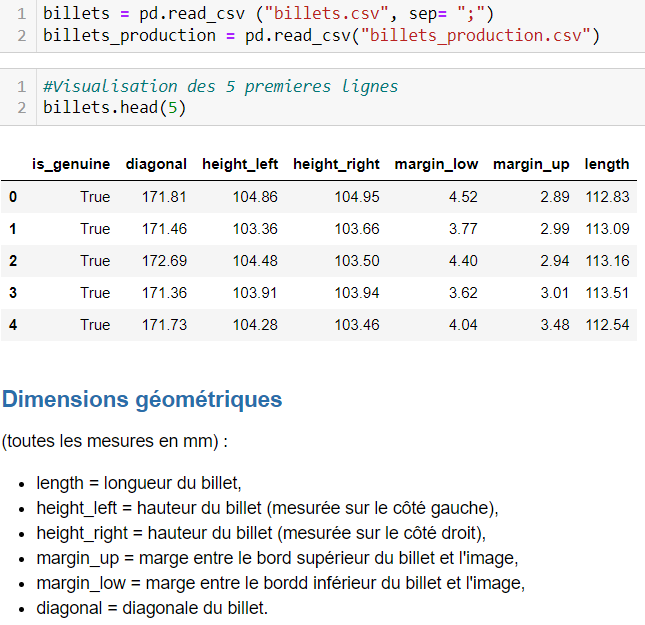 1 billets = pd.read_csv ("billets.csv", sep= ";")
2 billets_production = pd.read_csv("billets_production.csv")
1 #Visualisation des 5 premieres lignes
2 billets.head(5)
is_genuine diagonal height_left height_right margin_low margin_up length
0 True 171.81 104.86 104.95 4.52 2.89 112.83
1 True 171.46 103.36 103.66 3.77 2.99 113.09
2 True 172.69 104.48 103.50 4.40 2.94 113.16
3 True 171.36 103.91 103.94 3.62 3.01 113.51
4 True 171.73 104.28 103.46 4.04 3.48 112.54
Dimensions géométriques
(toutes les mesures en mm) :
• length = longueur du billet,
• height_left = hauteur du billet (mesurée sur le côté gauche),
• height_right = hauteur du billet (mesurée sur le côté droit),
• margin_up = marge entre le bord supérieur du billet et l'image,
• margin_low = marge entre le bordd inférieur du billet et l'image,
• diagonal = diagonale du billet.